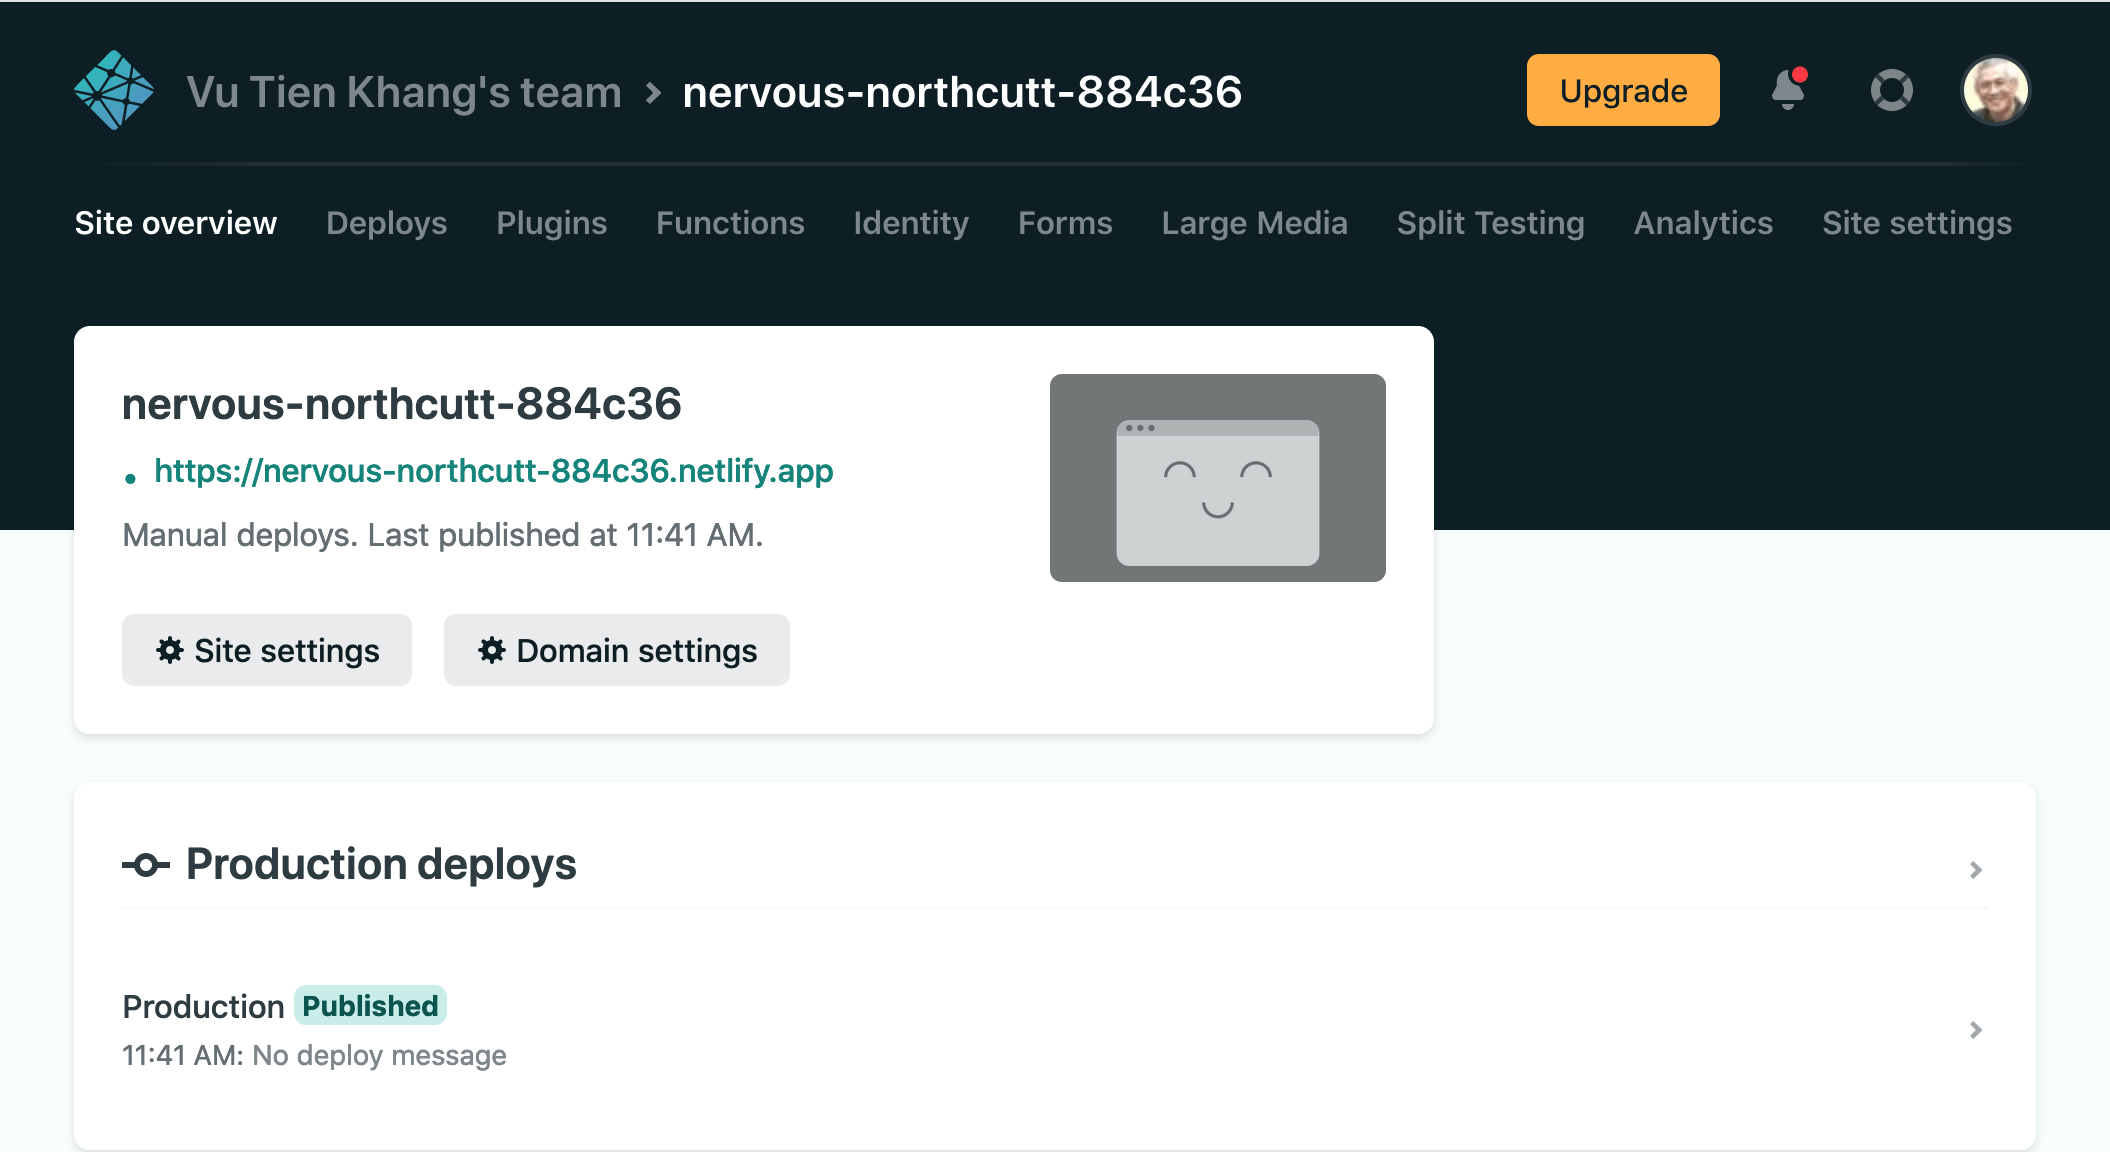 Vu Tien Khang's team > nervous-northcutt-884c36
Upgrade
Site overview Deploys Plugins Functions Identity Forms Large Media Split Testing Analytics Site settings
nervous-northcutt-884c36
https://nervous-northcutt-884c36.netlify.app
Manual deploys. Last published at 11:41 AM.
Site settings Domain settings
Production deploys
Production Published
11:41 AM: No deploy message